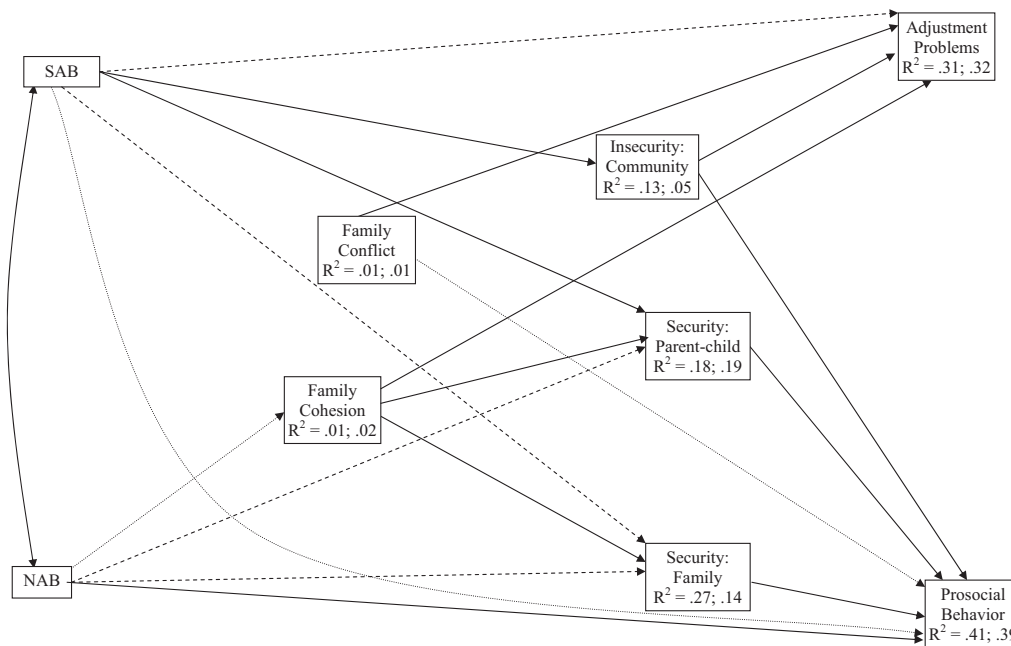 Adjustment
Problems
R² = .31; .32
SAB
Insecurity:
Community
R² = .13; .05
Family
Conflict
R² = .01; .01
Security:
Parent-child
R² = .18; .19
Family
Cohesion
R² = .01; .02
Security:
Family
R² = .27; .14
NAB
Prosocial
Behavior
R² = .41; .39